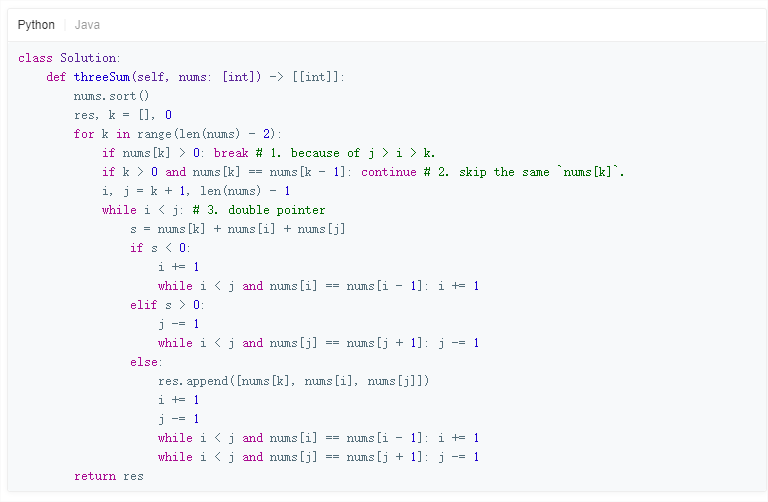 Python Java
class Solution:
    def threeSum(self, nums: [int]) -> [[int]]:
        nums.sort()
        res, k = [], 0
        for k in range(len(nums) - 2):
            if nums[k] > 0: break # 1. because of j > i > k.
            if k > 0 and nums[k] == nums[k - 1]: continue # 2. skip the same `nums[k]`.
            i, j = k + 1, len(nums) - 1
            while i < j: # 3. double pointer
                s = nums[k] + nums[i] + nums[j]
                if s < 0:
                    i += 1
                    while i < j and nums[i] == nums[i - 1]: i += 1
                elif s > 0:
                    j -= 1
                    while i < j and nums[j] == nums[j + 1]: j -= 1
                else:
                    res.append([nums[k], nums[i], nums[j]])
                    i += 1
                    j -= 1
                    while i < j and nums[i] == nums[i - 1]: i += 1
                    while i < j and nums[j] == nums[j + 1]: j -= 1
        return res